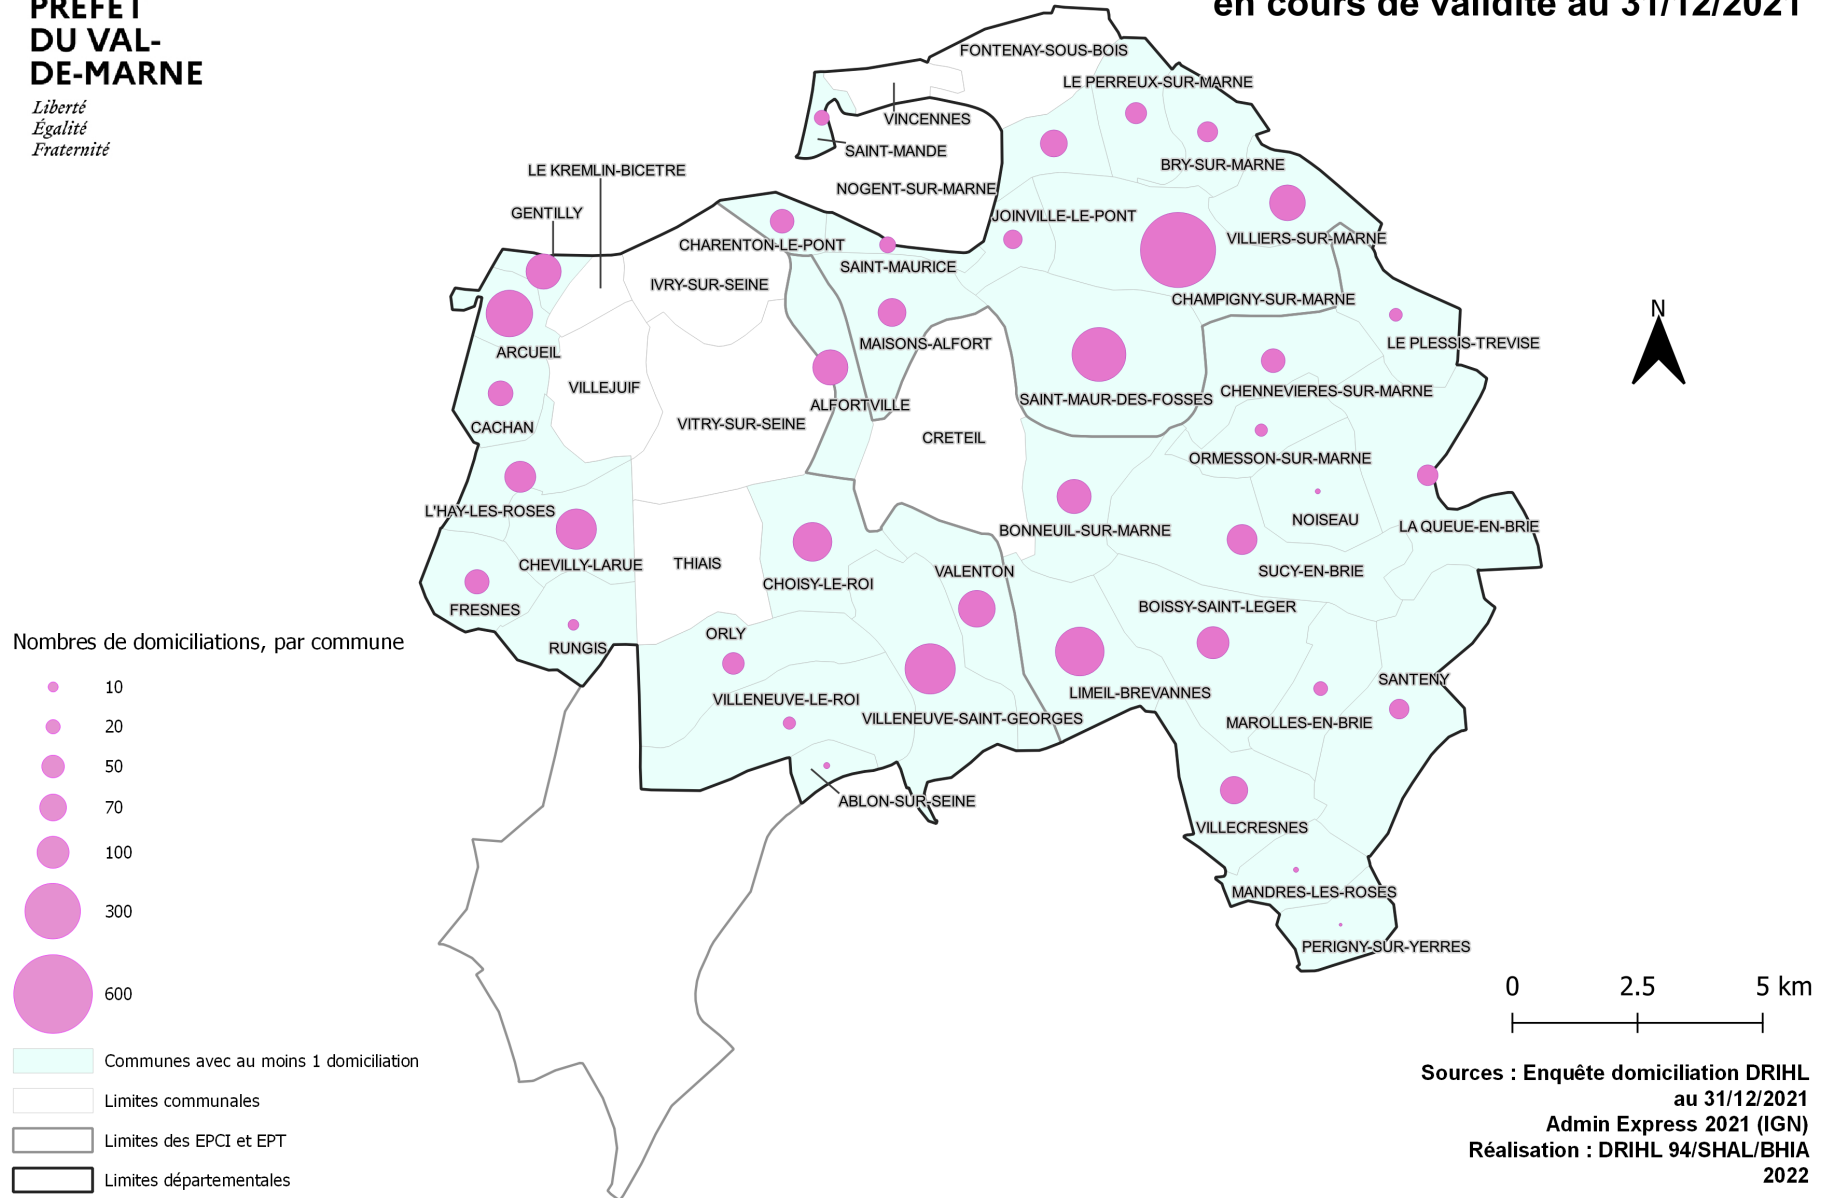 PRÉFET
DU VAL-
DE-MARNE
Liberté
Égalité
Fraternité
en cours de validité au 31/12/2021
FONTENAY-SOUS-BOIS
LE PERREUX-SUR-MARNE
VINCENNES
SAINT-MANDE
BRY-SUR-MARNE
LE KREMLIN-BICETRE
NOGENT-SUR-MARNE
GENTILLY
JOINVILLE-LE-PONT
VILLIERS-SUR-MARNE
CHARENTON-LE-PONT
SAINT-MAURICE
IVRY-SUR-SEINE
CHAMPIGNY-SUR-MARNE
N
MAISONS-ALFORT
LE PLESSIS-TREVISE
ARCUEIL
VILLEJUIF
CHENNEVIERES-SUR-MARNE
SAINT-MAUR-DES-FOSSES
ALFORTVILLE
VITRY-SUR-SEINE
CACHAN
CRETEIL
ORMESSON-SUR-MARNE
L'HAY-LES-ROSES
NOISEAU
LA QUEUE-EN-BRIE
BONNEUIL-SUR-MARNE
CHEVILLY-LARUE
THIAIS
VALENTON
SUCY-EN-BRIE
CHOISY-LE-ROI
FRESNES
BOISSY-SAINT-LEGER
ORLY
RUNGIS
SANTENY
LIMEIL-BREVANNES
VILLENEUVE-LE-ROI
VILLENEUVE-SAINT-GEORGES
MAROLLES-EN-BRIE
ABLON-SUR-SEINE
VILLECRESNES
MANDRES-LES-ROSES
PERIGNY-SUR-YERRES
Nombres de domiciliations, par commune
10
20
50
70
100
300
600
Communes avec au moins 1 domiciliation
Limites communales
Limites des EPCI et EPT
Limites départementales
0 2.5 5 km
Sources : Enquête domiciliation DRIHL
au 31/12/2021
Admin Express 2021 (IGN)
Réalisation : DRIHL 94/SHAL/BHIA
2022